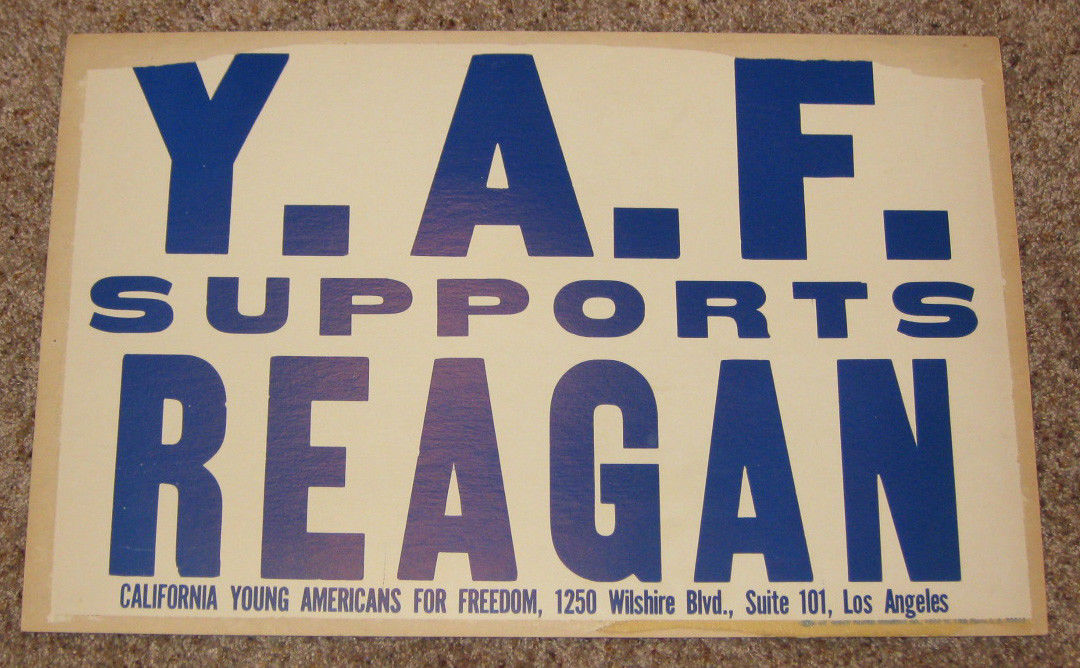 Y.A.F.
SUPPORTS
REAGAN
CALIFORNIA YOUNG AMERICANS FOR FREEDOM, 1250 Wilshire Blvd., Suite 101, Los Angeles